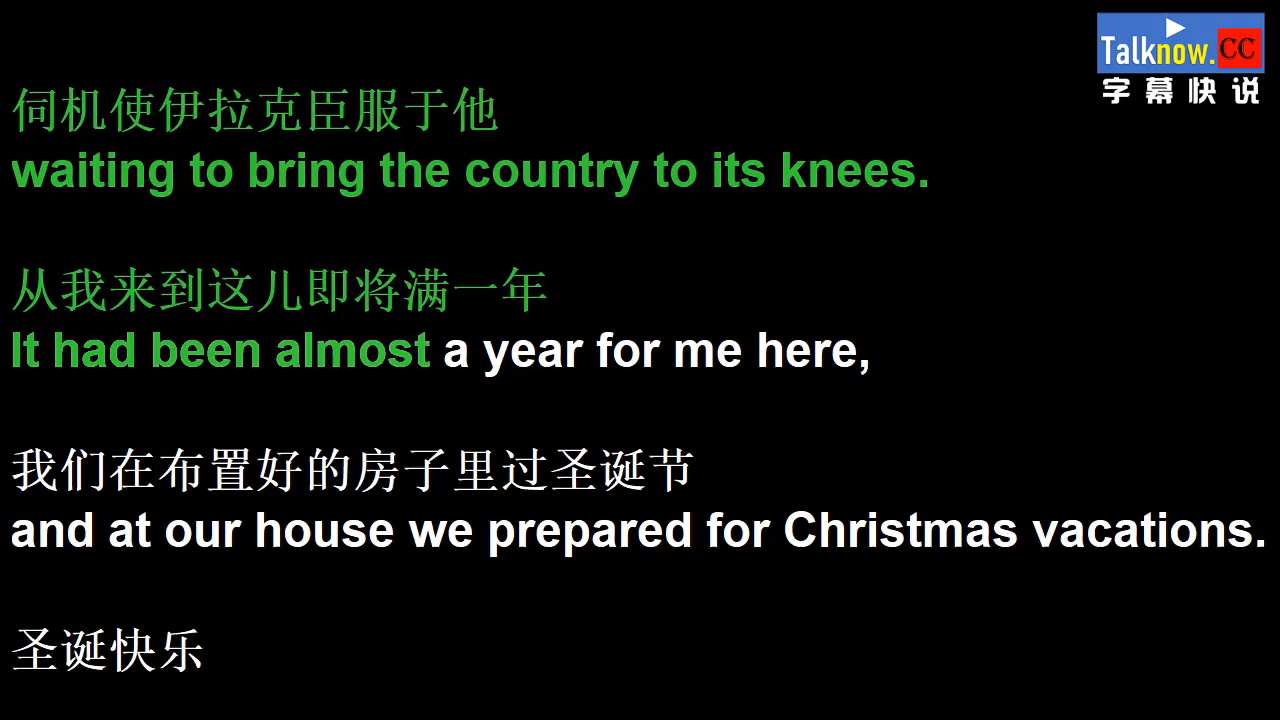 Talknow.CC
字幕快说
伺机使伊拉克臣服于他
waiting to bring the country to its knees.
从我来到这儿即将满一年
It had been almost a year for me here,
我们在布置好的房子里过圣诞节
and at our house we prepared for Christmas vacations.
圣诞快乐